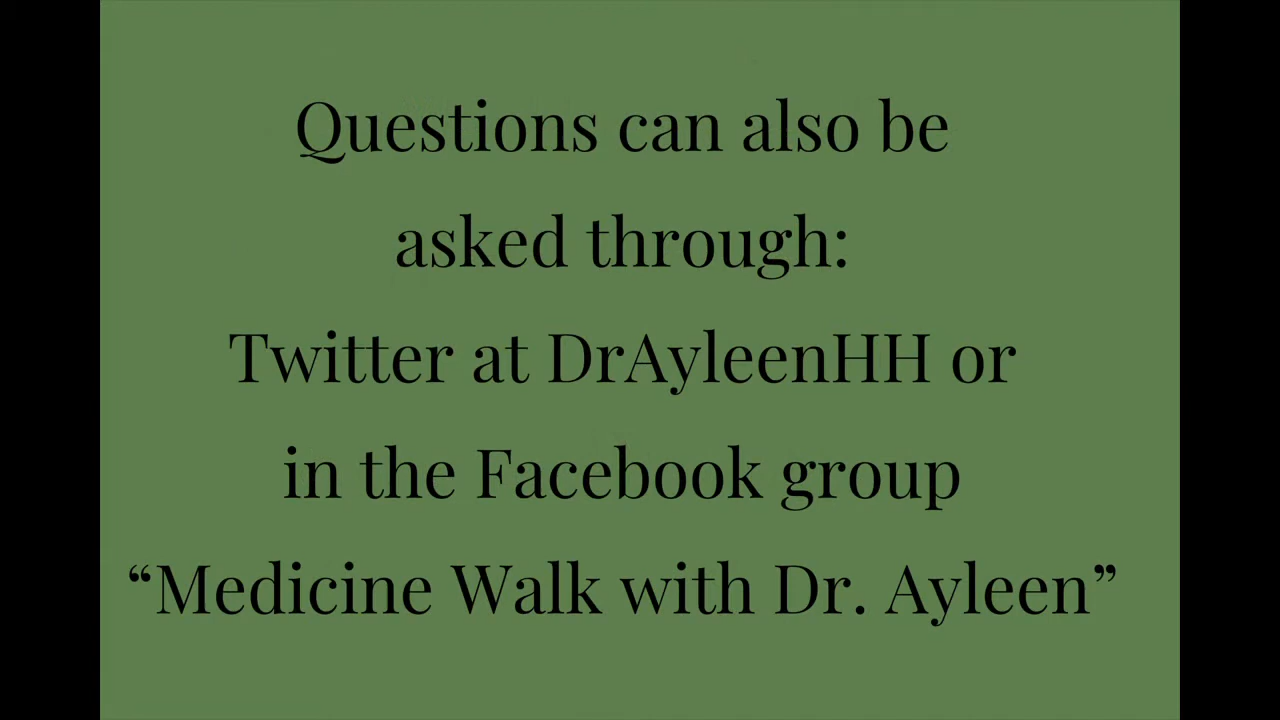 Questions can also be
asked through:
Twitter at DrAyleenHH or
in the Facebook group
“Medicine Walk with Dr. Ayleen”